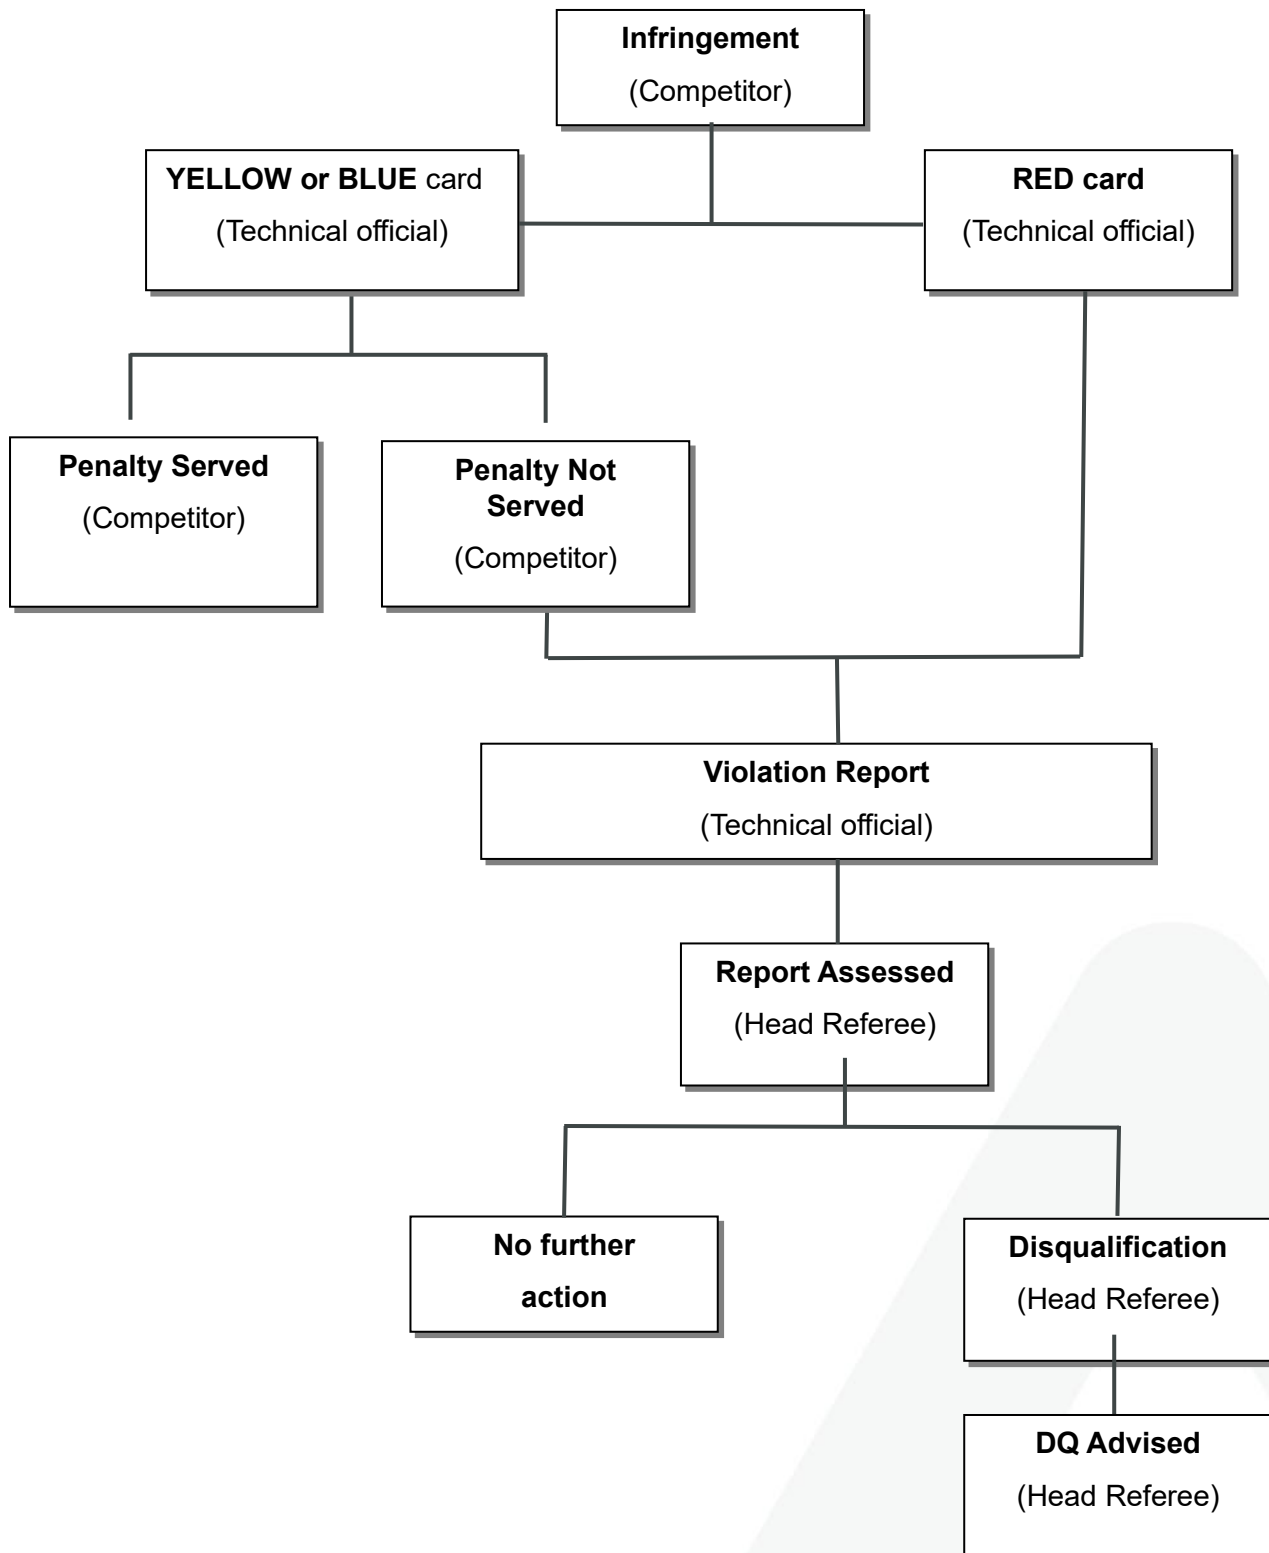 Infringement
(Competitor)
YELLOW or BLUE card
(Technical official)
RED card
(Technical official)
Penalty Served
(Competitor)
Penalty Not
Served
(Competitor)
Violation Report
(Technical official)
Report Assessed
(Head Referee)
No further
action
Disqualification
(Head Referee)
DQ Advised
(Head Referee)